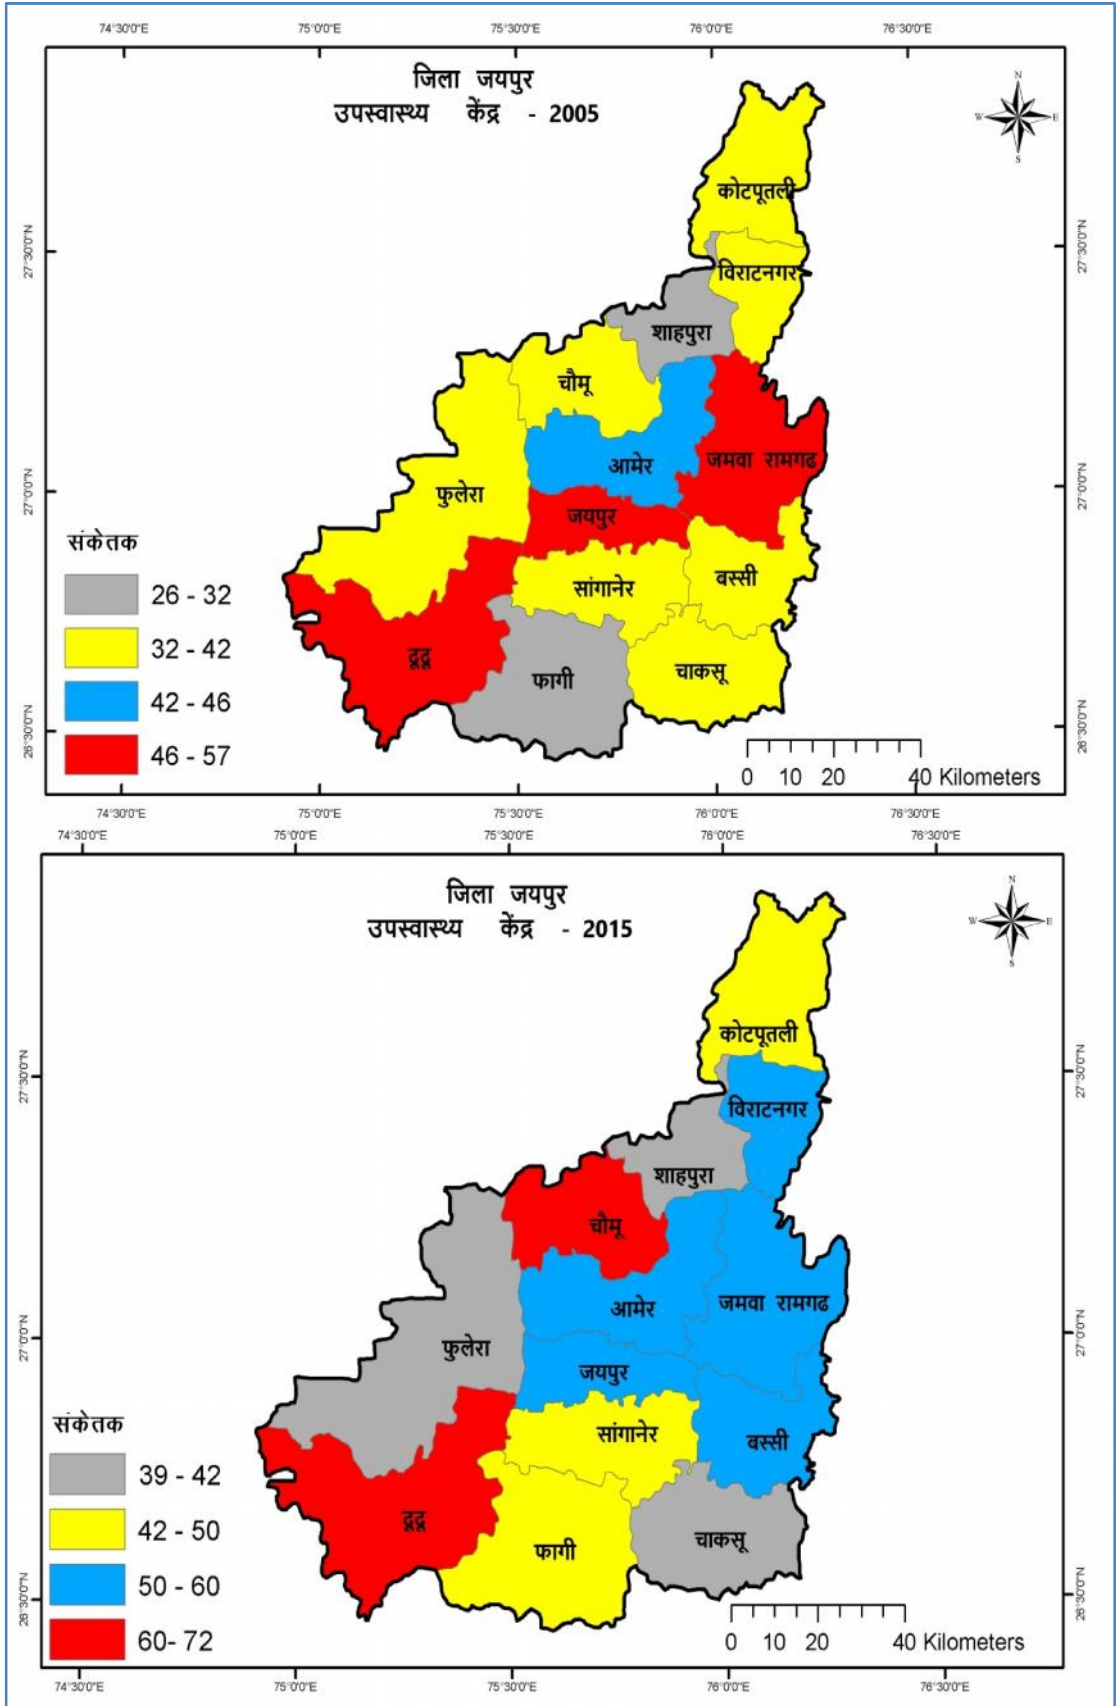 74°30'0"E 75°0'0"E 75°30'0"E 76°0'0"E 76°30'0"E
जिला जयपुर
उपस्वास्थ्य केंद्र - 2005
N
W E
S
कोटपूतली
27°30'0"N 27°30'0"N
विराटनगर
शाहपुरा
चौमू
जमवा रामगढ
आमेर
27°0'0"N 27°0'0"N
फुलेरा
जयपुर
संकेतक
वस्सी
सांगानेर
26 - 32
32 - 42
दूदू
चाकसू
फागी
42 - 46
26°30'0"N 26°30'0"N
46 - 57
0 10 20 40 Kilometers
74°30'0"E 75°0'0"E 75°30'0"E 76°0'0"E 76°30'0"E
74°30'0"E 75°0'0"E 75°30'0"E 76°0'0"E 76°30'0"E
जिला जयपुर
उपस्वास्थ्य केंद्र - 2015
N
W E
S
कोटपूतली
27°30'0"N 27°30'0"N
विराटनगर
शाहपुरा
चौमू
जमवा रामगढ
आमेर
27°0'0"N 27°0'0"N
फुलेरा
जयपुर
संकेतक
सांगानेर
वस्सी
39 - 42
दूदू
42 - 50
चाकसू
फागी
50 - 60
26°30'0"N 26°30'0"N
60- 72
0 10 20 40 Kilometers
74°30'0"E 75°0'0"E 75°30'0"E 76°0'0"E 76°30'0"E